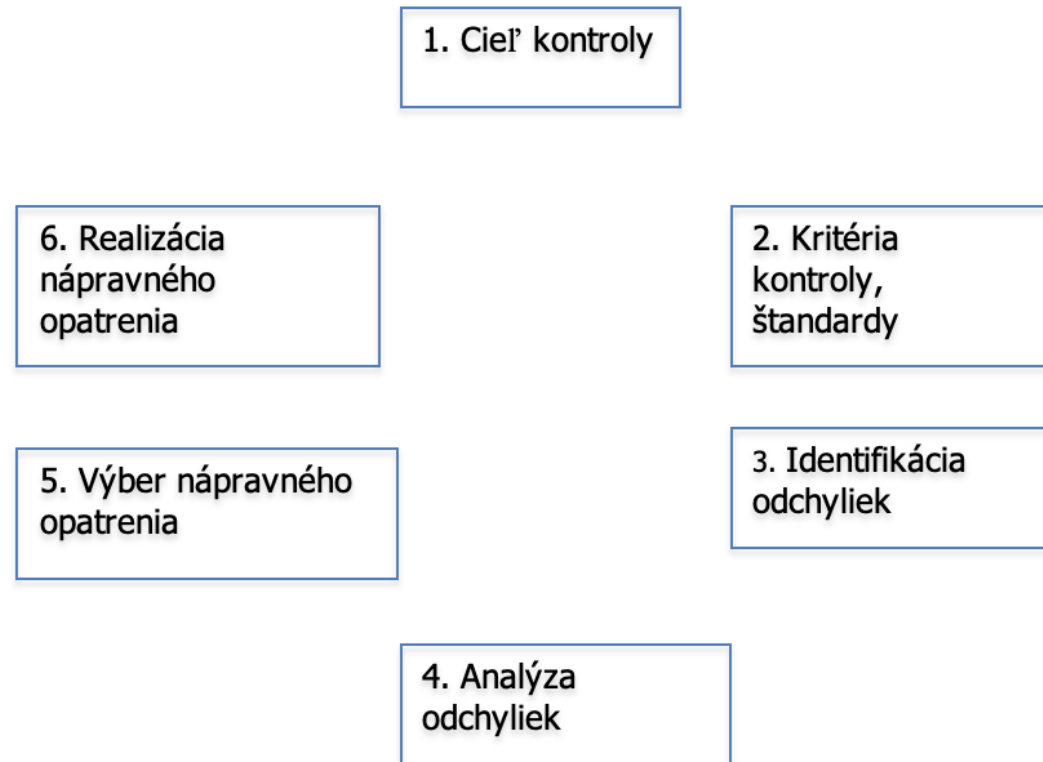 1. Cieľ kontroly
2. Kritéria
kontroly,
štandardy
3. Identifikácia
odchyliek
4. Analýza
odchyliek
5. Výber nápravného
opatrenia
6. Realizácia
nápravného
opatrenia